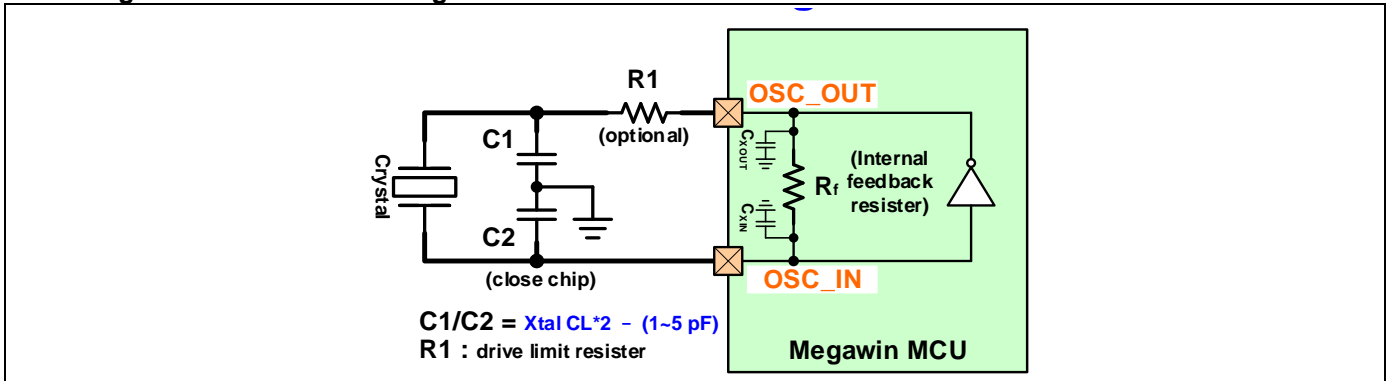 R1
(optional)
OSC_OUT
C1
CXOUT
Crystal
Rf
(Internal
feedback
resister)
CXIN
C2
(close chip)
OSC_IN
C1/C2 = Xtal CL*2 – (1~5 pF)
R1 : drive limit resister
Megawin MCU